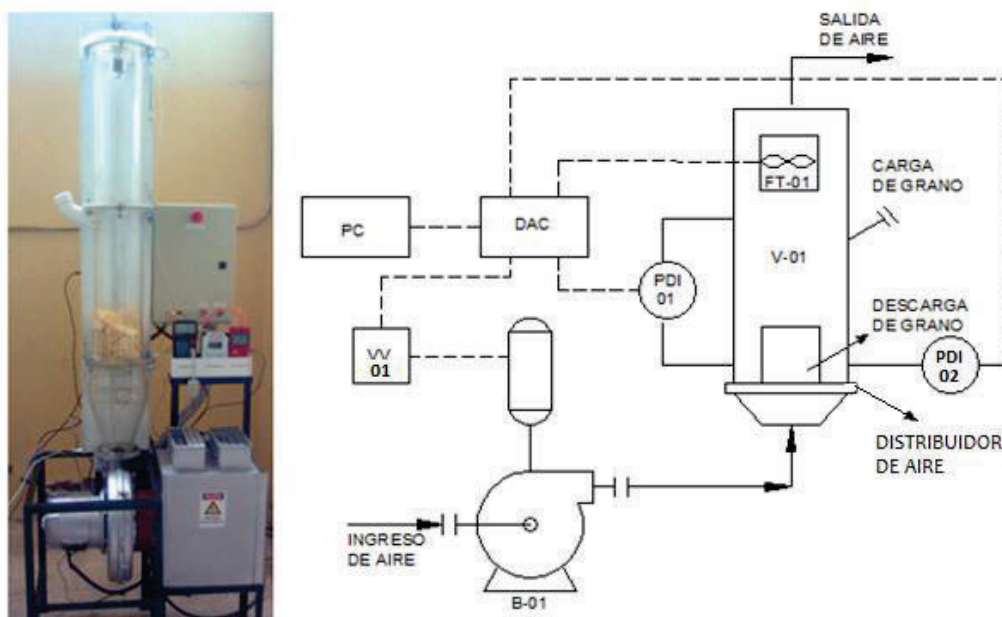 SALIDA
DE AIRE
FT-01
CARGA
DE GRANO
PC
DAC
V-01
PDI
01
DESCARGA
DE GRANO
VV
01
PDI
02
DISTRIBUIDOR
DE AIRE
INGRESO
DE AIRE
B-01